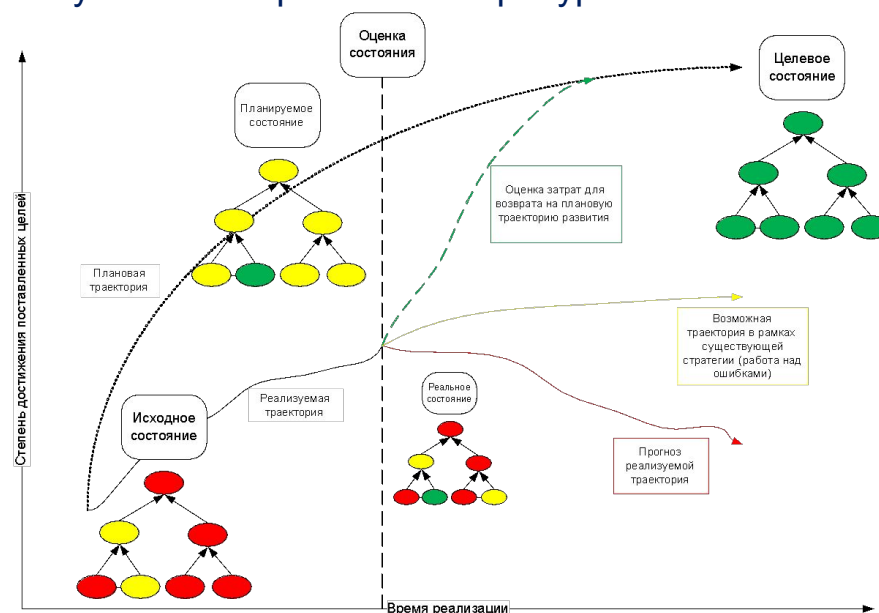 Оценка
состояния
Целевое
состояние
Планируемое
состояние
Оценка затрат для
возврата на плановую
траекторию развития
Плановая
траектория
Возможная
траектория в рамках
существующей
стратегии (работа над
ошибками)
Реализуемая
траектория
Реальное
состояние
Исходное
состояние
Прогноз
реализуемой
траектории
Степень достижения поставленных целей
Время реализации